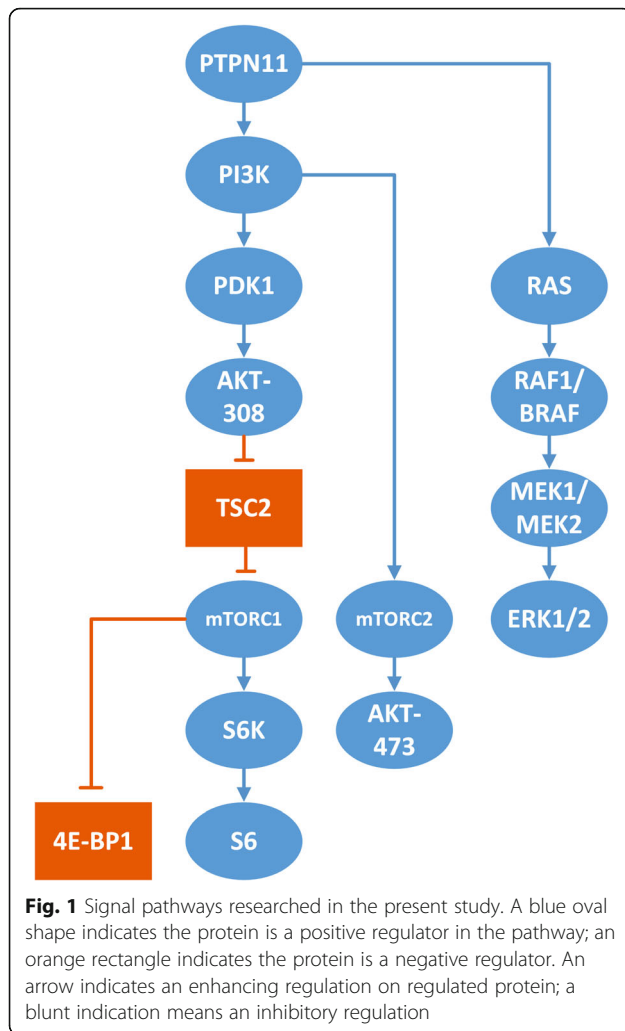 PTPN11
PI3K
PDK1
RAS
AKT-
308
RAF1/
BRAF
TSC2
MEK1/
MEK2
mTORC1
mTORC2
ERK1/2
S6K
AKT-
473
4E-BP1
S6
Fig. 1 Signal pathways researched in the present study. A blue oval
shape indicates the protein is a positive regulator in the pathway; an
orange rectangle indicates the protein is a negative regulator. An
arrow indicates an enhancing regulation on regulated protein; a
blunt indication means an inhibitory regulation